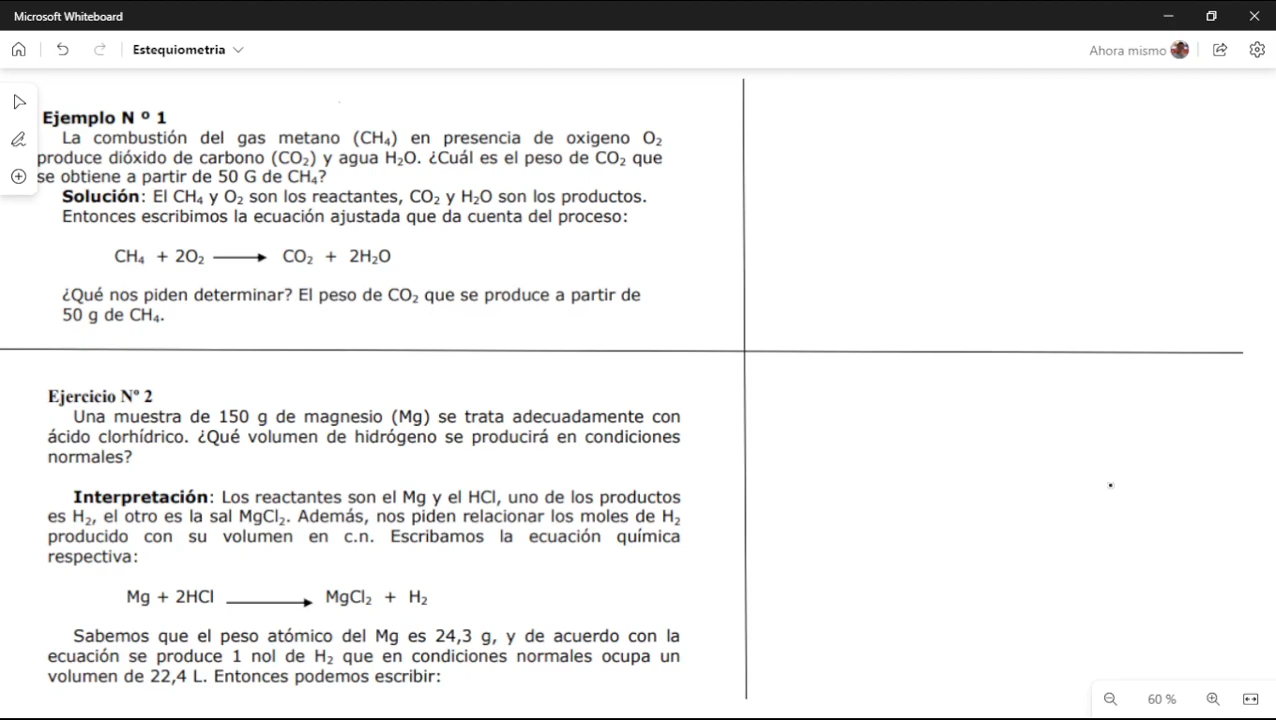 Microsoft Whiteboard
Estequiometria
Ahora mismo
Ejemplo N º 1
La combustión del gas metano (CH₄) en presencia de oxigeno O₂
produce dióxido de carbono (CO₂) y agua H₂O. ¿Cuál es el peso de CO₂ que
se obtiene a partir de 50 G de CH₄?
Solución: El CH₄ y O₂ son los reactantes, CO₂ y H₂O son los productos.
Entonces escribimos la ecuación ajustada que da cuenta del proceso:
CH₄ + 2O₂ ⟶ CO₂ + 2H₂O
¿Qué nos piden determinar? El peso de CO₂ que se produce a partir de
50 g de CH₄.
Ejercicio Nº 2
Una muestra de 150 g de magnesio (Mg) se trata adecuadamente con
ácido clorhídrico. ¿Qué volumen de hidrógeno se producirá en condiciones
normales?
Interpretación: Los reactantes son el Mg y el HCl, uno de los productos
es H₂, el otro es la sal MgCl₂. Además, nos piden relacionar los moles de H₂
producido con su volumen en c.n. Escribamos la ecuación química
respectiva:
Mg + 2HCl ⟶ MgCl₂ + H₂
Sabemos que el peso atómico del Mg es 24,3 g, y de acuerdo con la
ecuación se produce 1 nol de H₂ que en condiciones normales ocupa un
volumen de 22,4 L. Entonces podemos escribir:
60 %